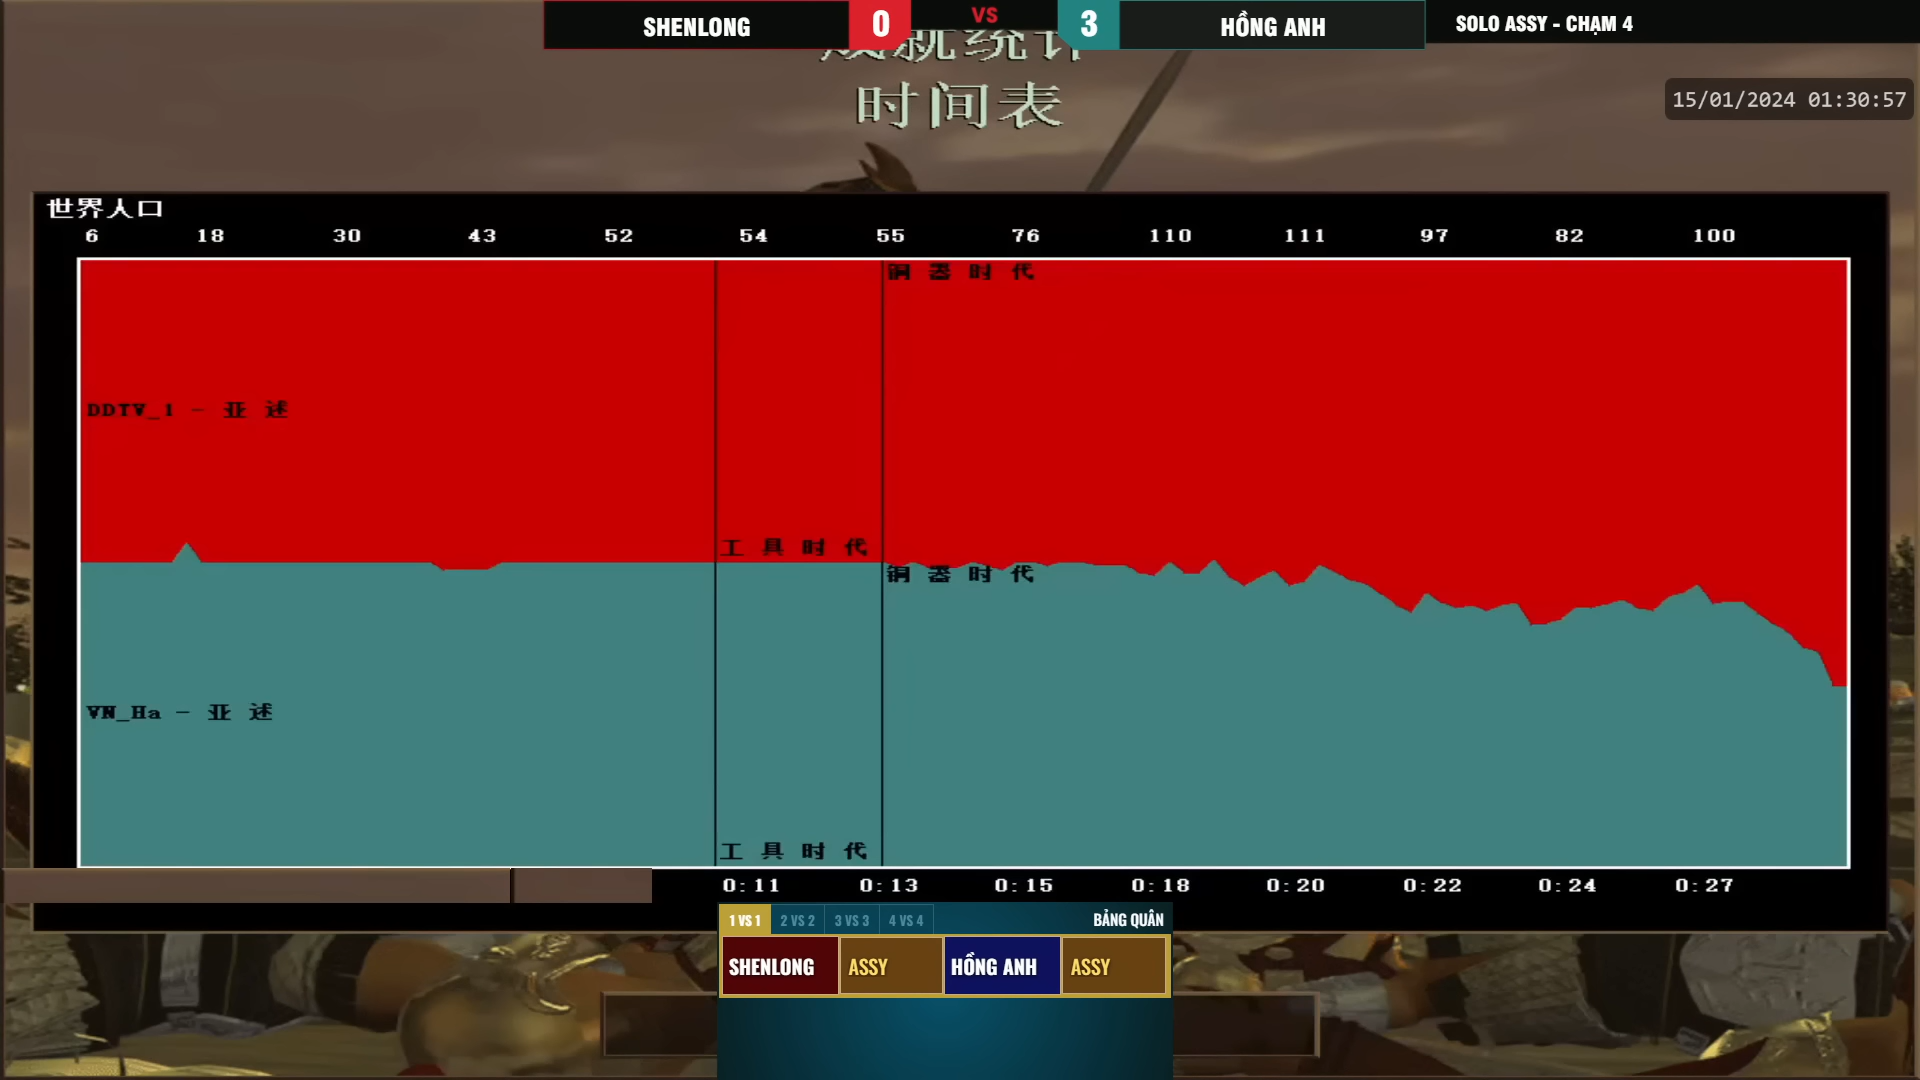 SHENLONG 0 VS 3 HỒNG ANH SOLO ASSY - CHẠM 4
成就统计
时间表
15/01/2024 01:30:57
世界人口
6 18 30 43 52 54 55 76 110 111 97 82 100
铜器时代
DDTV_1 - 亚述
工具时代
铜器时代
VN_Ha - 亚述
工具时代
0:11 0:13 0:15 0:18 0:20 0:22 0:24 0:27
1 VS 1 2 VS 2 3 VS 3 4 VS 4 BẢNG QUÂN
SHENLONG ASSY HỒNG ANH ASSY